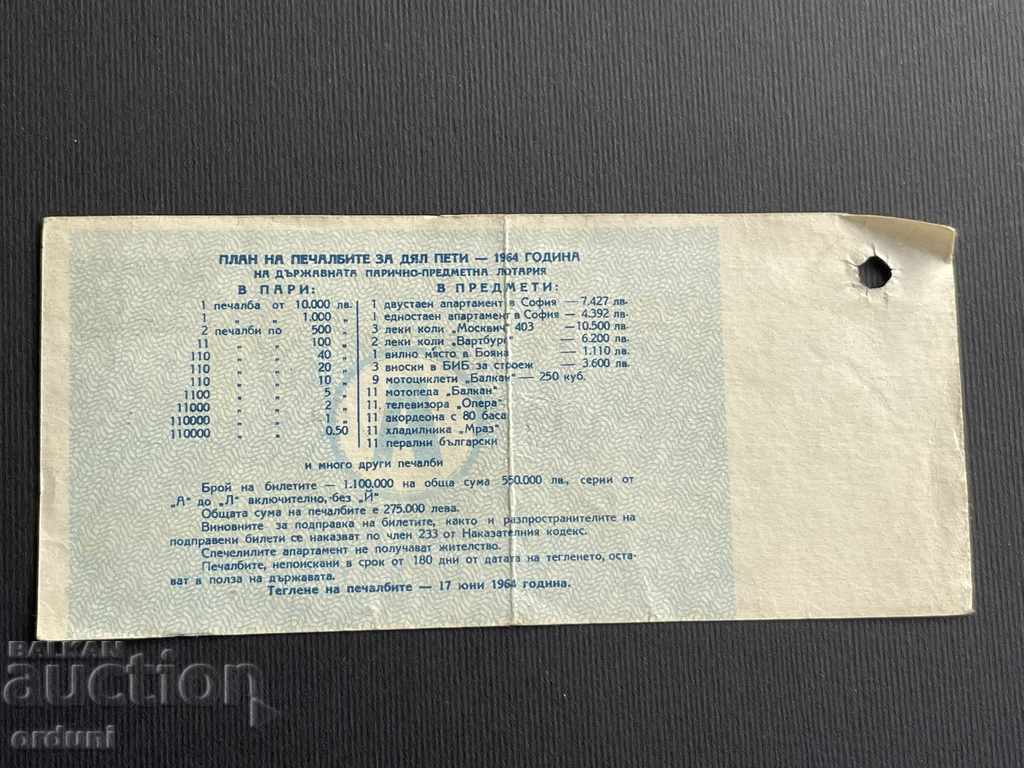 ПЛАН НА ПЕЧАЛБИТЕ ЗА ДЯЛ ПЕТИ — 1964 ГОДИНА
НА ДЪРЖАВНАТА ПАРИЧНО-ПРЕДМЕТНА ЛОТАРИЯ
В ПАРИ:
1 печалба от 10.000 лв.
1 „ „ 1.000 „
2 печалби по 500 „
11 „ „ 100 „
110 „ „ 40 „
110 „ „ 20 „
110 „ „ 10 „
1100 „ „ 5 „
11000 „ „ 2 „
110000 „ „ 1 „
110000 „ „ 0.50 „
В ПРЕДМЕТИ:
1 двустаен апартамент в София — 7.427 лв.
1 едностаен апартамент в София — 4.392 лв.
3 леки коли „Москвич" 403 —10.500 лв.
2 леки коли „Вартбург" — 6.200 лв.
1 вилно място в Бояна — 1.110 лв.
3 вноски в БИБ за строеж — 3.600 лв.
9 мотоциклети „Балкан" — 250 куб.
11 мотопеда „Балкан"
11. телевизора „Опера"
11 акордеона с 80 баса
11 хладилника „Мраз"
11 перални български
и много други печалби
Брой на билетите — 1.100.000 на обща сума 550.000 лв., серии от
„А" до „Л" включително, без „Й"
Общата сума на печалбите е 275.000 лева.
Виновните за подправка на билетите, както и разпространителите на
подправени билети се наказват по член 233 от Наказателния кодекс.
Спечелилите апартамент не получават жителство.
Печалбите, непоискани в срок от 180 дни от датата на тегленето, оста-
ват в полза на държавата.
Теглене на печалбите — 17 юни 1964 година.
BALKAN
auction
orduni